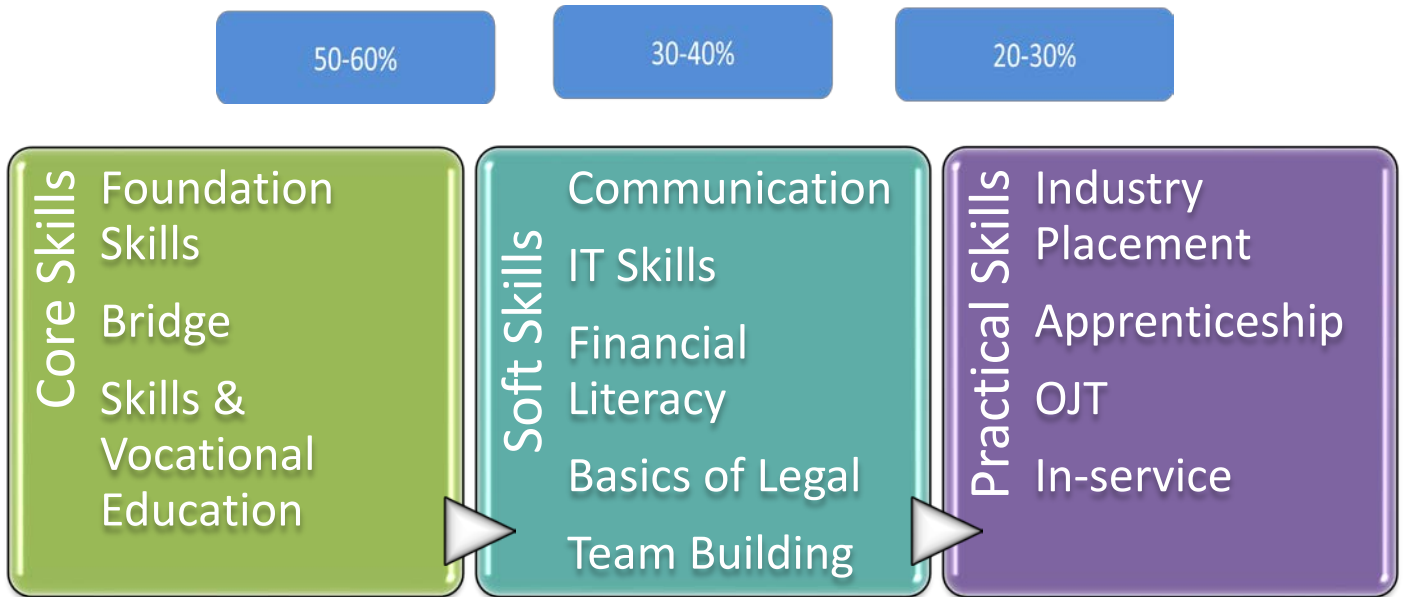 50-60%
30-40%
20-30%
Core Skills
Foundation
Skills
Bridge
Skills &
Vocational
Education
Soft Skills
Communication
IT Skills
Financial
Literacy
Basics of Legal
Team Building
Practical Skills
Industry
Placement
Apprenticeship
OJT
In-service